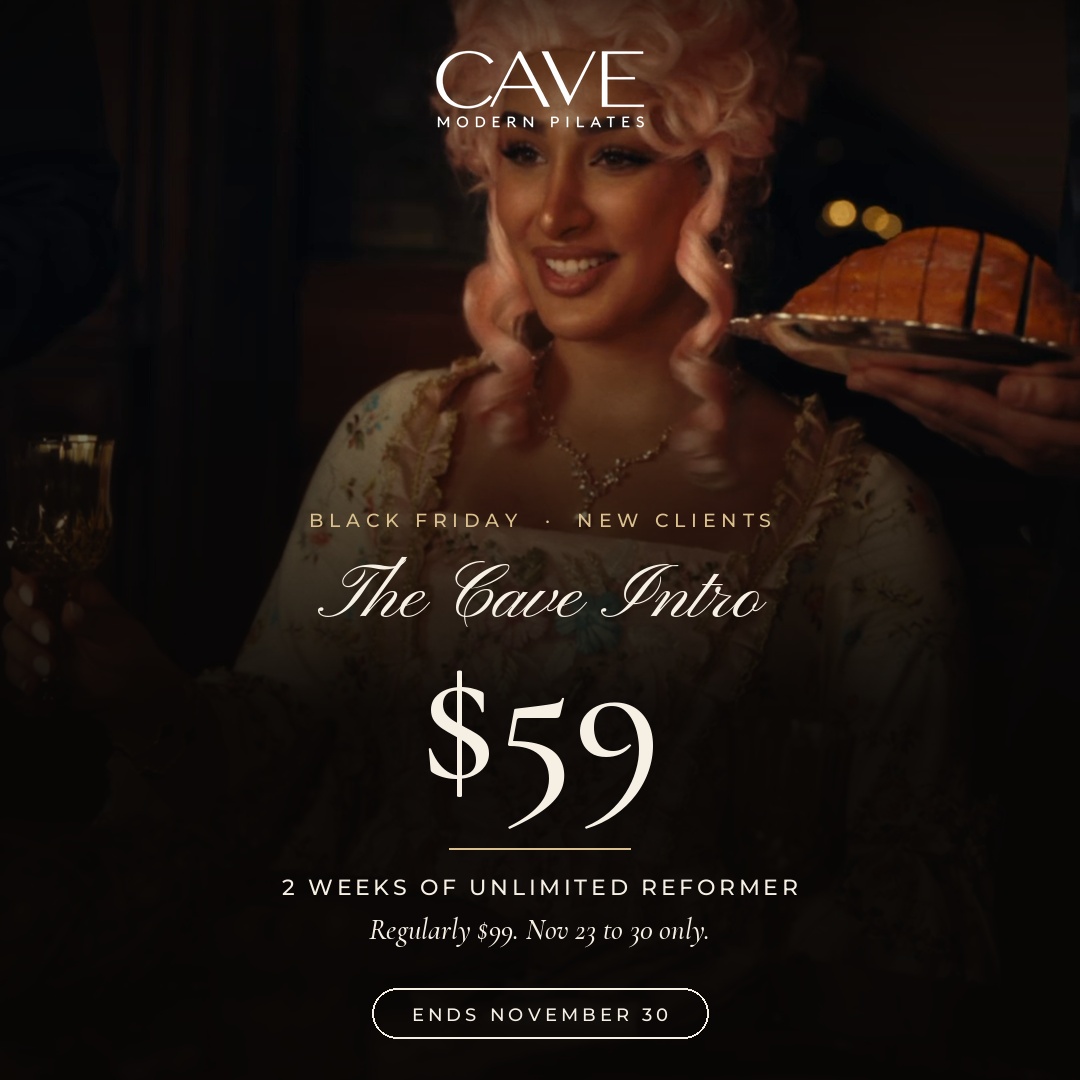 CAVE
MODERN PILATES
BLACK FRIDAY · NEW CLIENTS
The Cave Intro
$59
2 WEEKS OF UNLIMITED REFORMER
Regularly $99. Nov 23 to 30 only.
ENDS NOVEMBER 30